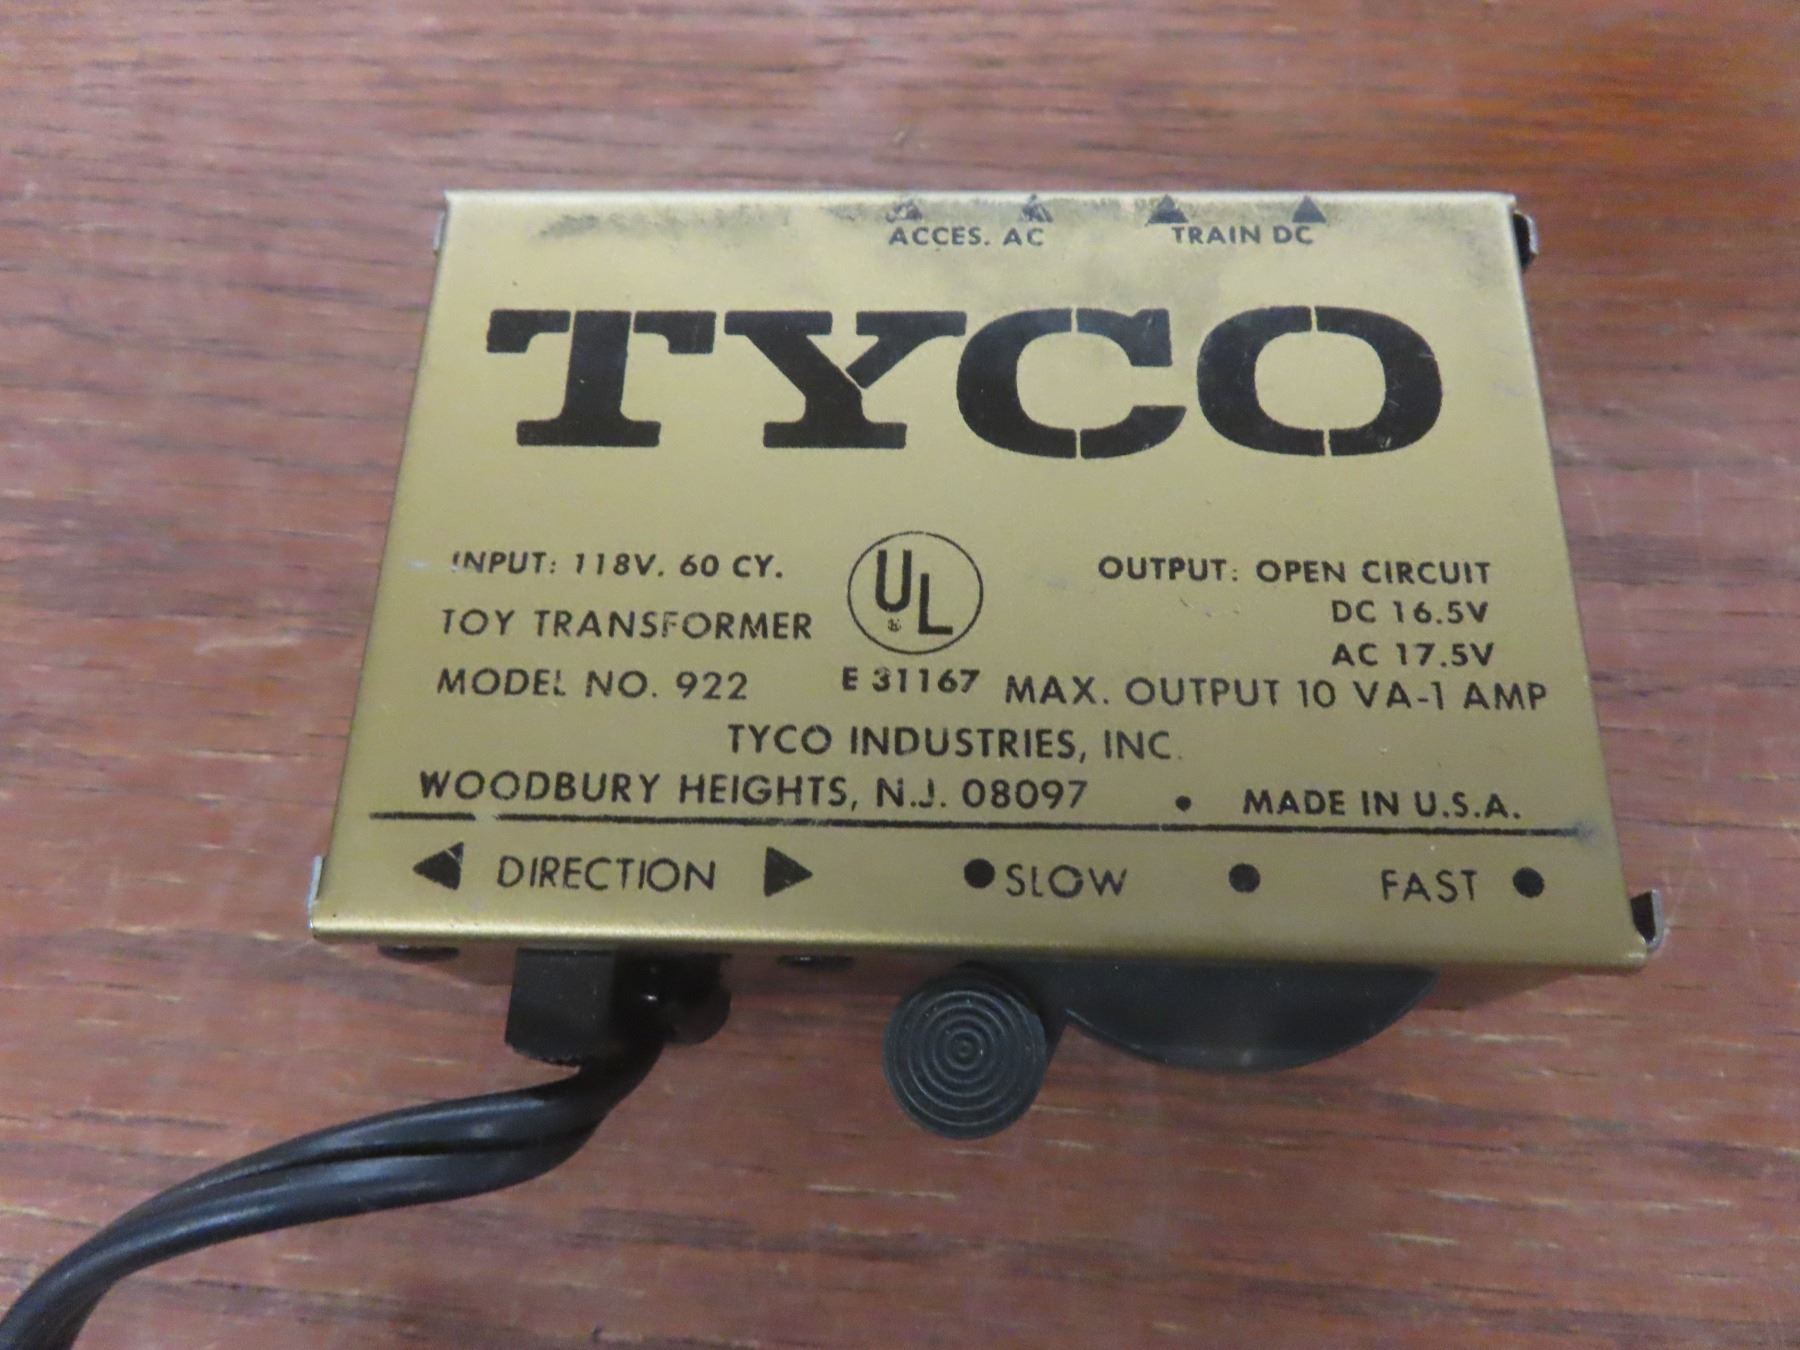 ACCES. AC TRAIN DC
TYCO
INPUT: 118V. 60 CY.
TOY TRANSFORMER
MODEL NO. 922
UL
®
E 31167
OUTPUT: OPEN CIRCUIT
DC 16.5V
AC 17.5V
MAX. OUTPUT 10 VA-1 AMP
TYCO INDUSTRIES, INC.
WOODBURY HEIGHTS, N.J. 08097 • MADE IN U.S.A.
◀ DIRECTION ▶ ● SLOW ● FAST ●